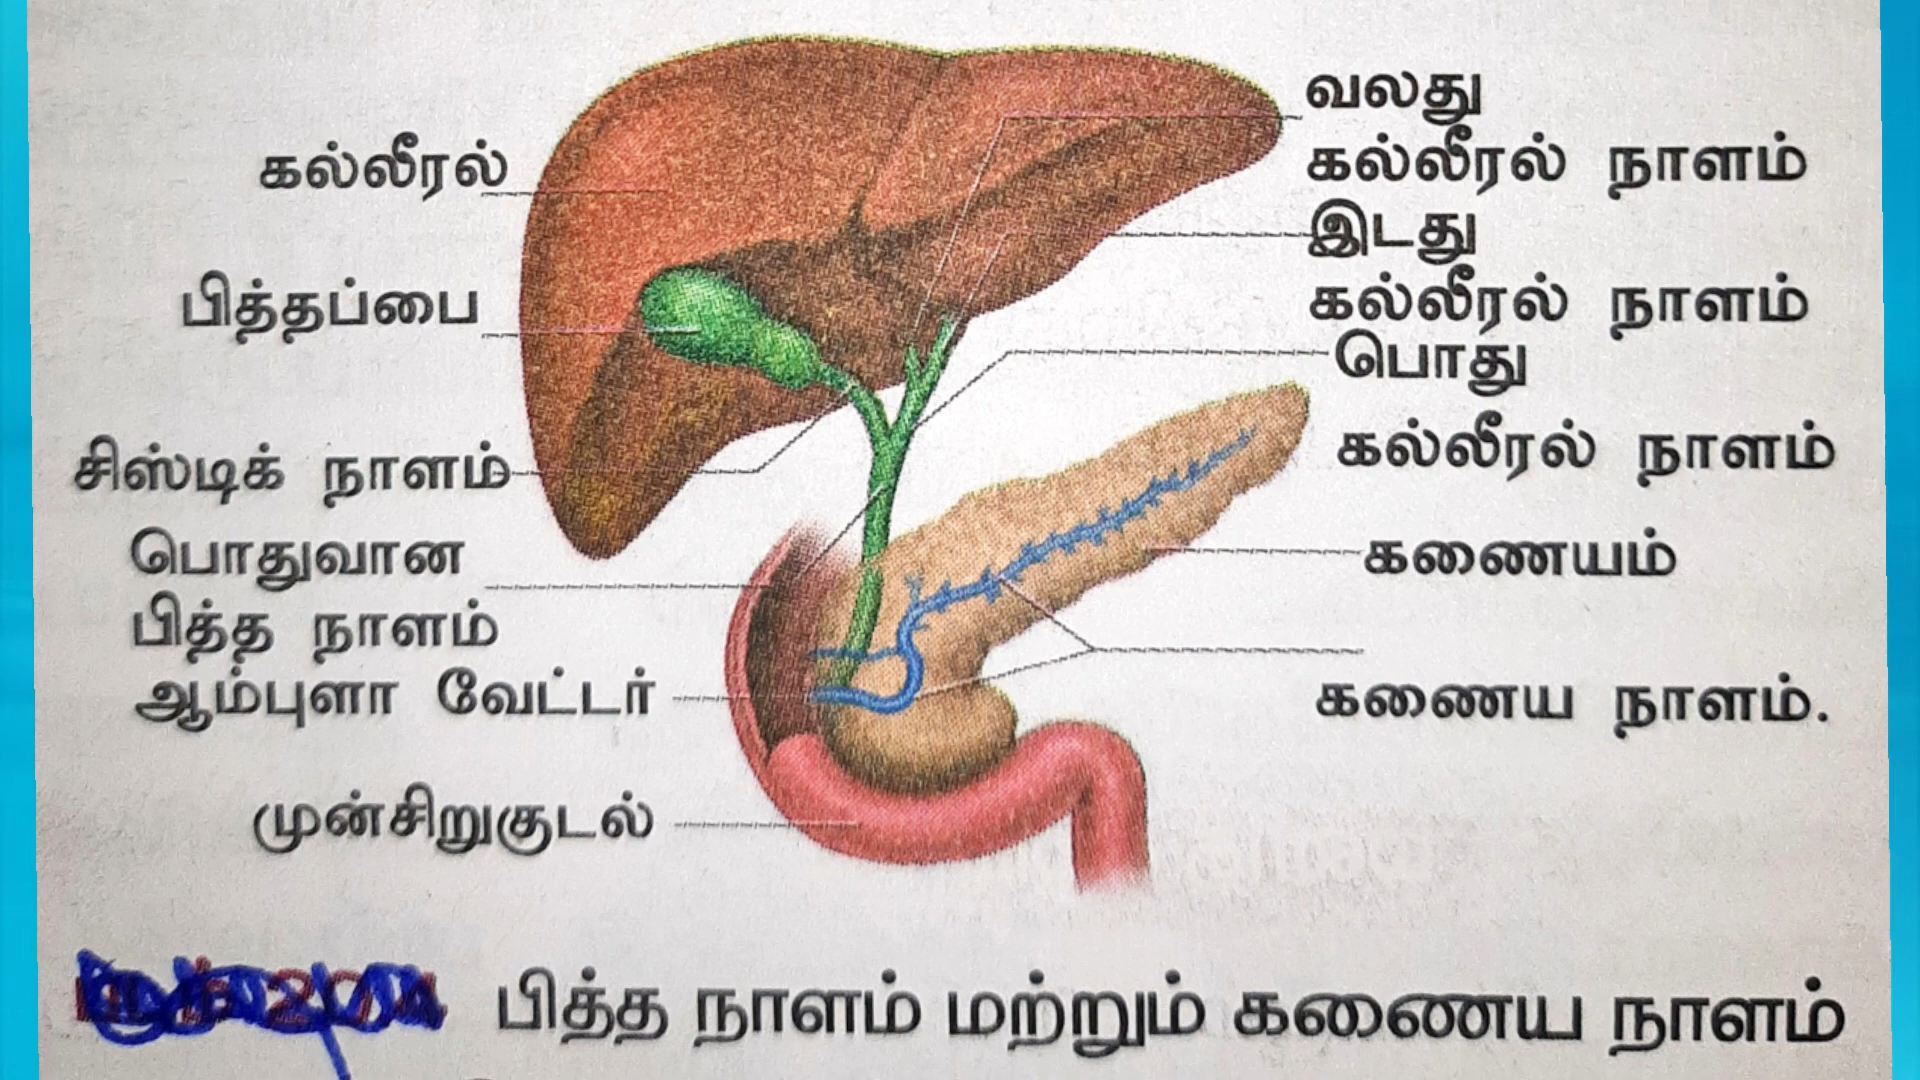 கல்லீரல்
பித்தப்பை
சிஸ்டிக் நாளம்
பொதுவான
பித்த நாளம்
ஆம்புளா வேட்டர்
முன்சிறுகுடல்
வலது
கல்லீரல் நாளம்
இடது
கல்லீரல் நாளம்
பொது
கல்லீரல் நாளம்
கணையம்
கணைய நாளம்.
பித்த நாளம் மற்றும் கணைய நாளம்